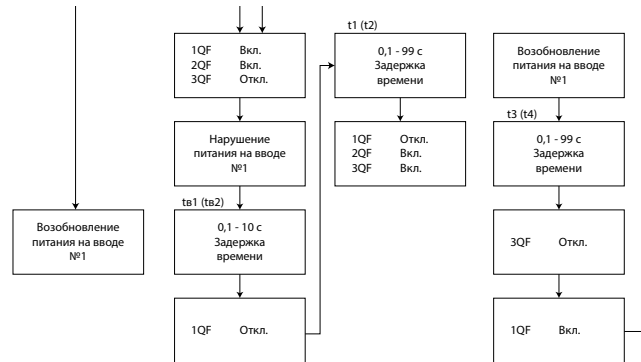 1QF Вкл.
2QF Вкл.
3QF Откл.
Нарушение
питания на вводе
№1
tв1 (tв2)
0,1 - 10 с
Задержка
времени
1QF Откл.
Возобновление
питания на вводе
№1
t1 (t2)
0,1 - 99 с
Задержка
времени
1QF Откл.
2QF Вкл.
3QF Вкл.
Возобновление
питания на вводе
№1
t3 (t4)
0,1 - 99 с
Задержка
времени
3QF Откл.
1QF Вкл.